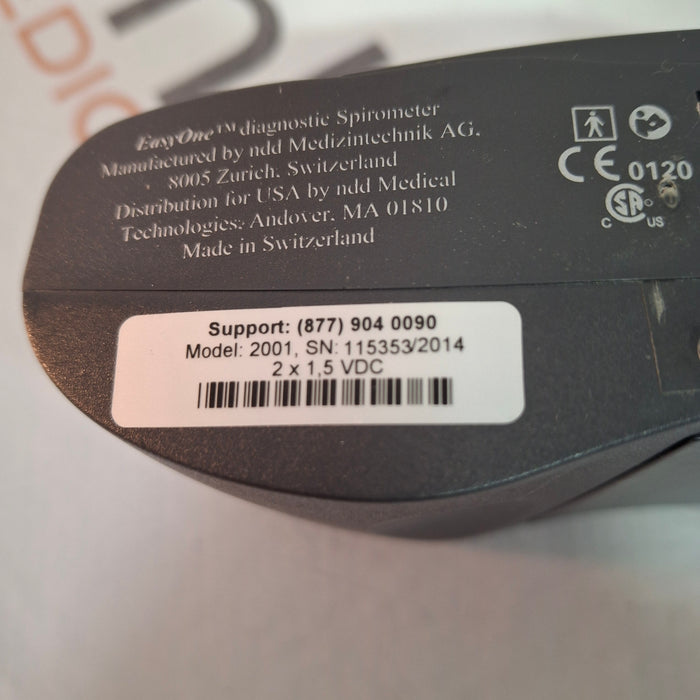 EasyOne™ diagnostic Spirometer
Manufactured by ndd Medizintechnik AG.
8005 Zurich, Switzerland
Distribution for USA by ndd Medical
Technologies: Andover, MA 01810
Made in Switzerland
CE 0120
C SA US
Support: (877) 904 0090
Model: 2001, SN: 115353/2014
2 x 1,5 VDC